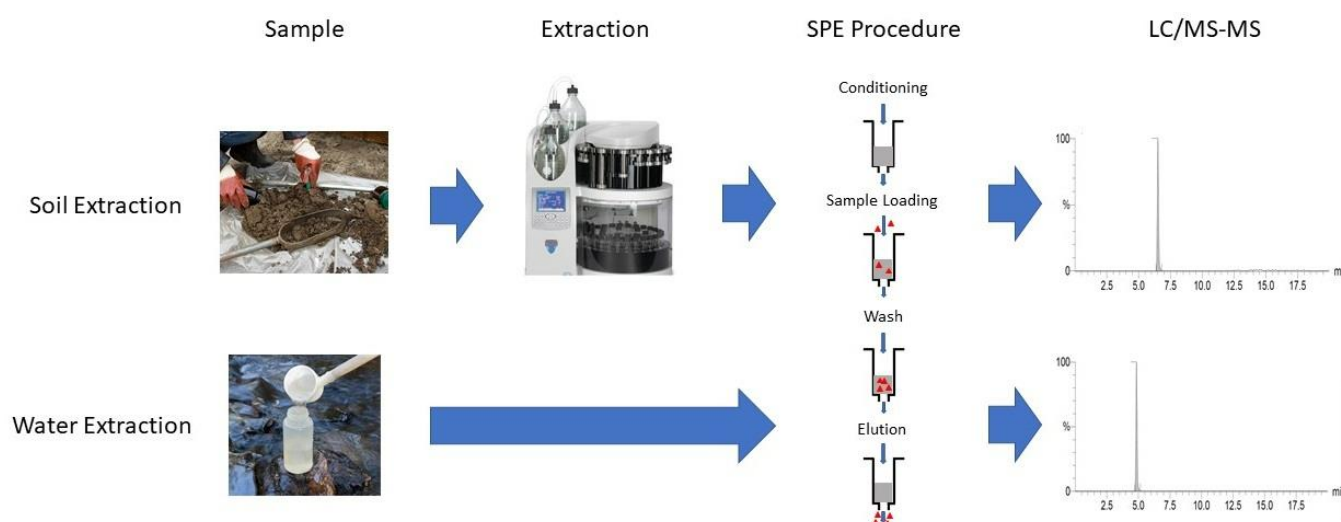 Sample
Extraction
SPE Procedure
LC/MS-MS
Soil Extraction
Water Extraction
Conditioning
Sample Loading
Wash
Elution
100
%
0
2.5 5.0 7.5 10.0 12.5 15.0 17.5
m
100
%
0
2.5 5.0 7.5 10.0 12.5 15.0 17.5
mi